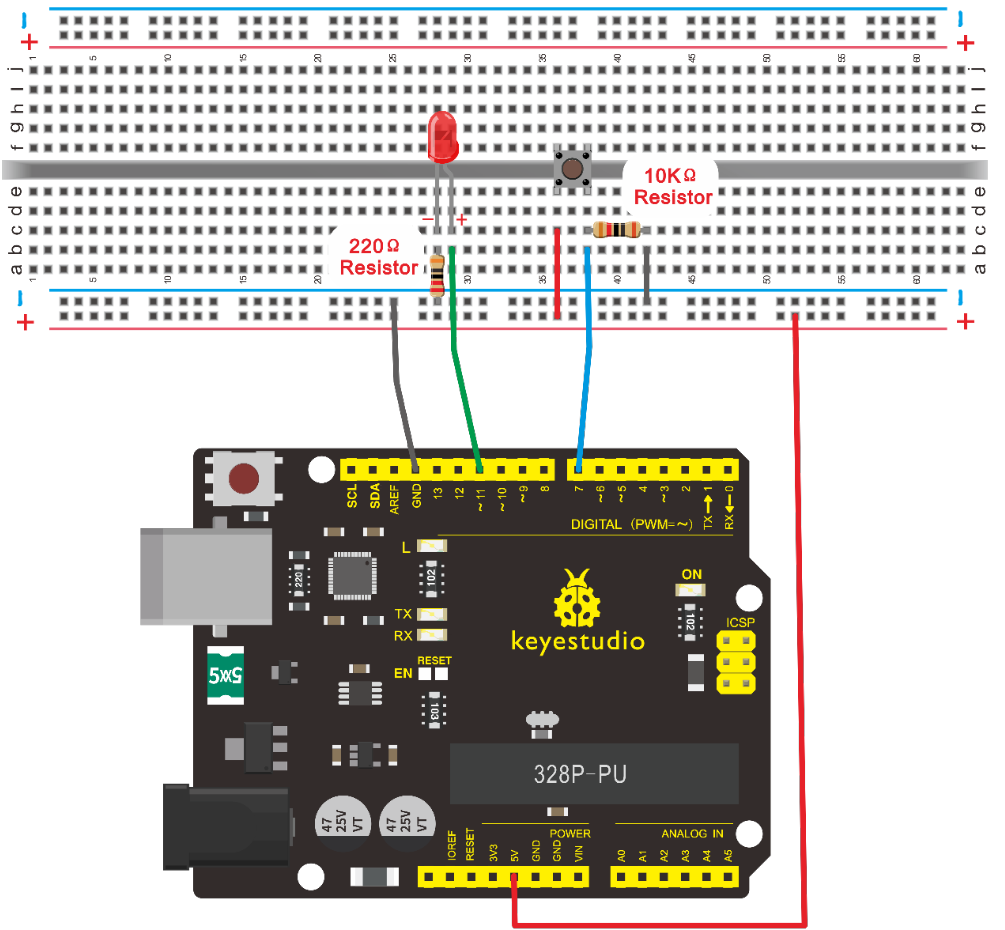 1 5 10 15 20 25 30 35 40 45 50 55 60
j j
i i
h h
g g
f f
10KΩ
Resistor
e e
d d
c c
b b
a a
− +
220Ω
Resistor
1 5 10 15 20 25 30 35 40 45 50 55 60
SCL
SDA
AREF
GND
13
12
~11
~10
~9
8
7
~6
~5
4
~3
2
TX→1
RX←0
DIGITAL (PWM=~)
L
220
102
TX
RX
ON
102
ICSP
keyestudio
RESET
EN
5xx5
103
328P-PU
47
25V
VT
47
25V
VT
POWER
ANALOG IN
IOREF
RESET
3V3
5V
GND
GND
VIN
A0
A1
A2
A3
A4
A5